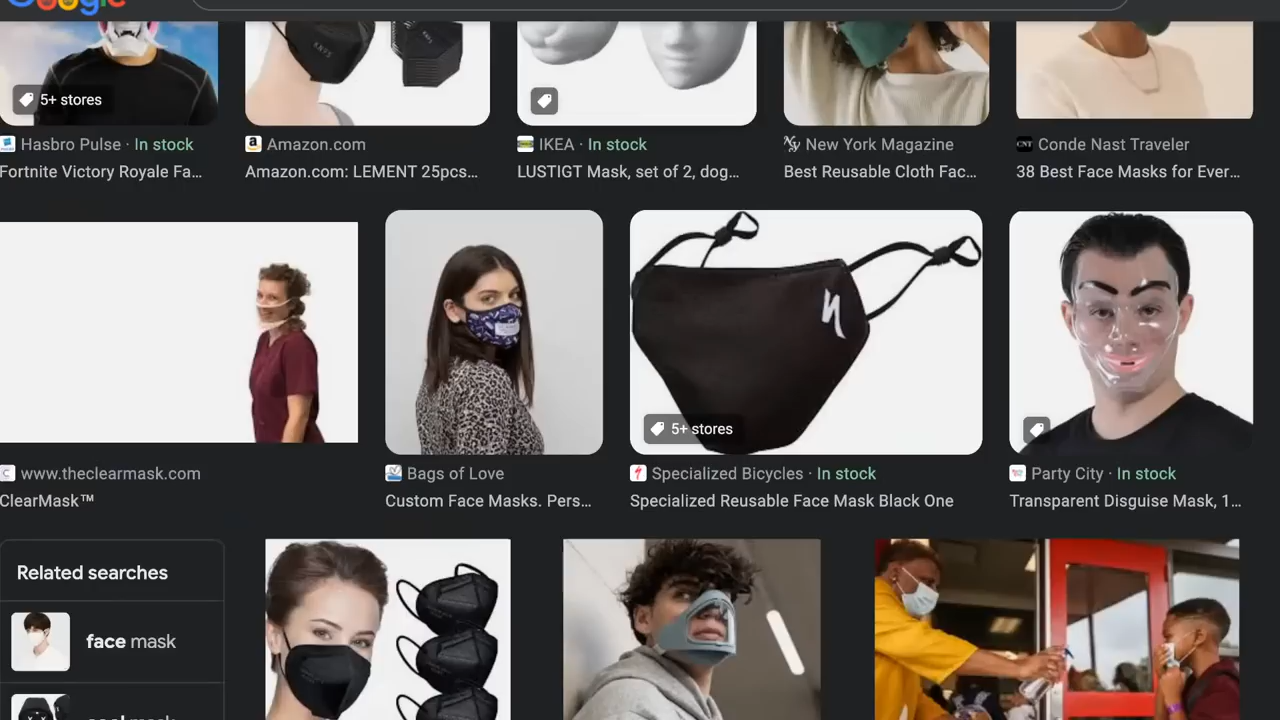 Google
5+ stores
KN95
KN95
Hasbro Pulse · In stock
Amazon.com
IKEA · In stock
New York Magazine
CNT Conde Nast Traveler
Fortnite Victory Royale Fa...
Amazon.com: LEMENT 25pcs...
LUSTIGT Mask, set of 2, dog...
Best Reusable Cloth Fac...
38 Best Face Masks for Ever...
5+ stores
www.theclearmask.com
Bags of Love
Specialized Bicycles · In stock
Party City · In stock
ClearMask™
Custom Face Masks. Pers...
Specialized Reusable Face Mask Black One
Transparent Disguise Mask, 1...
Related searches
face mask